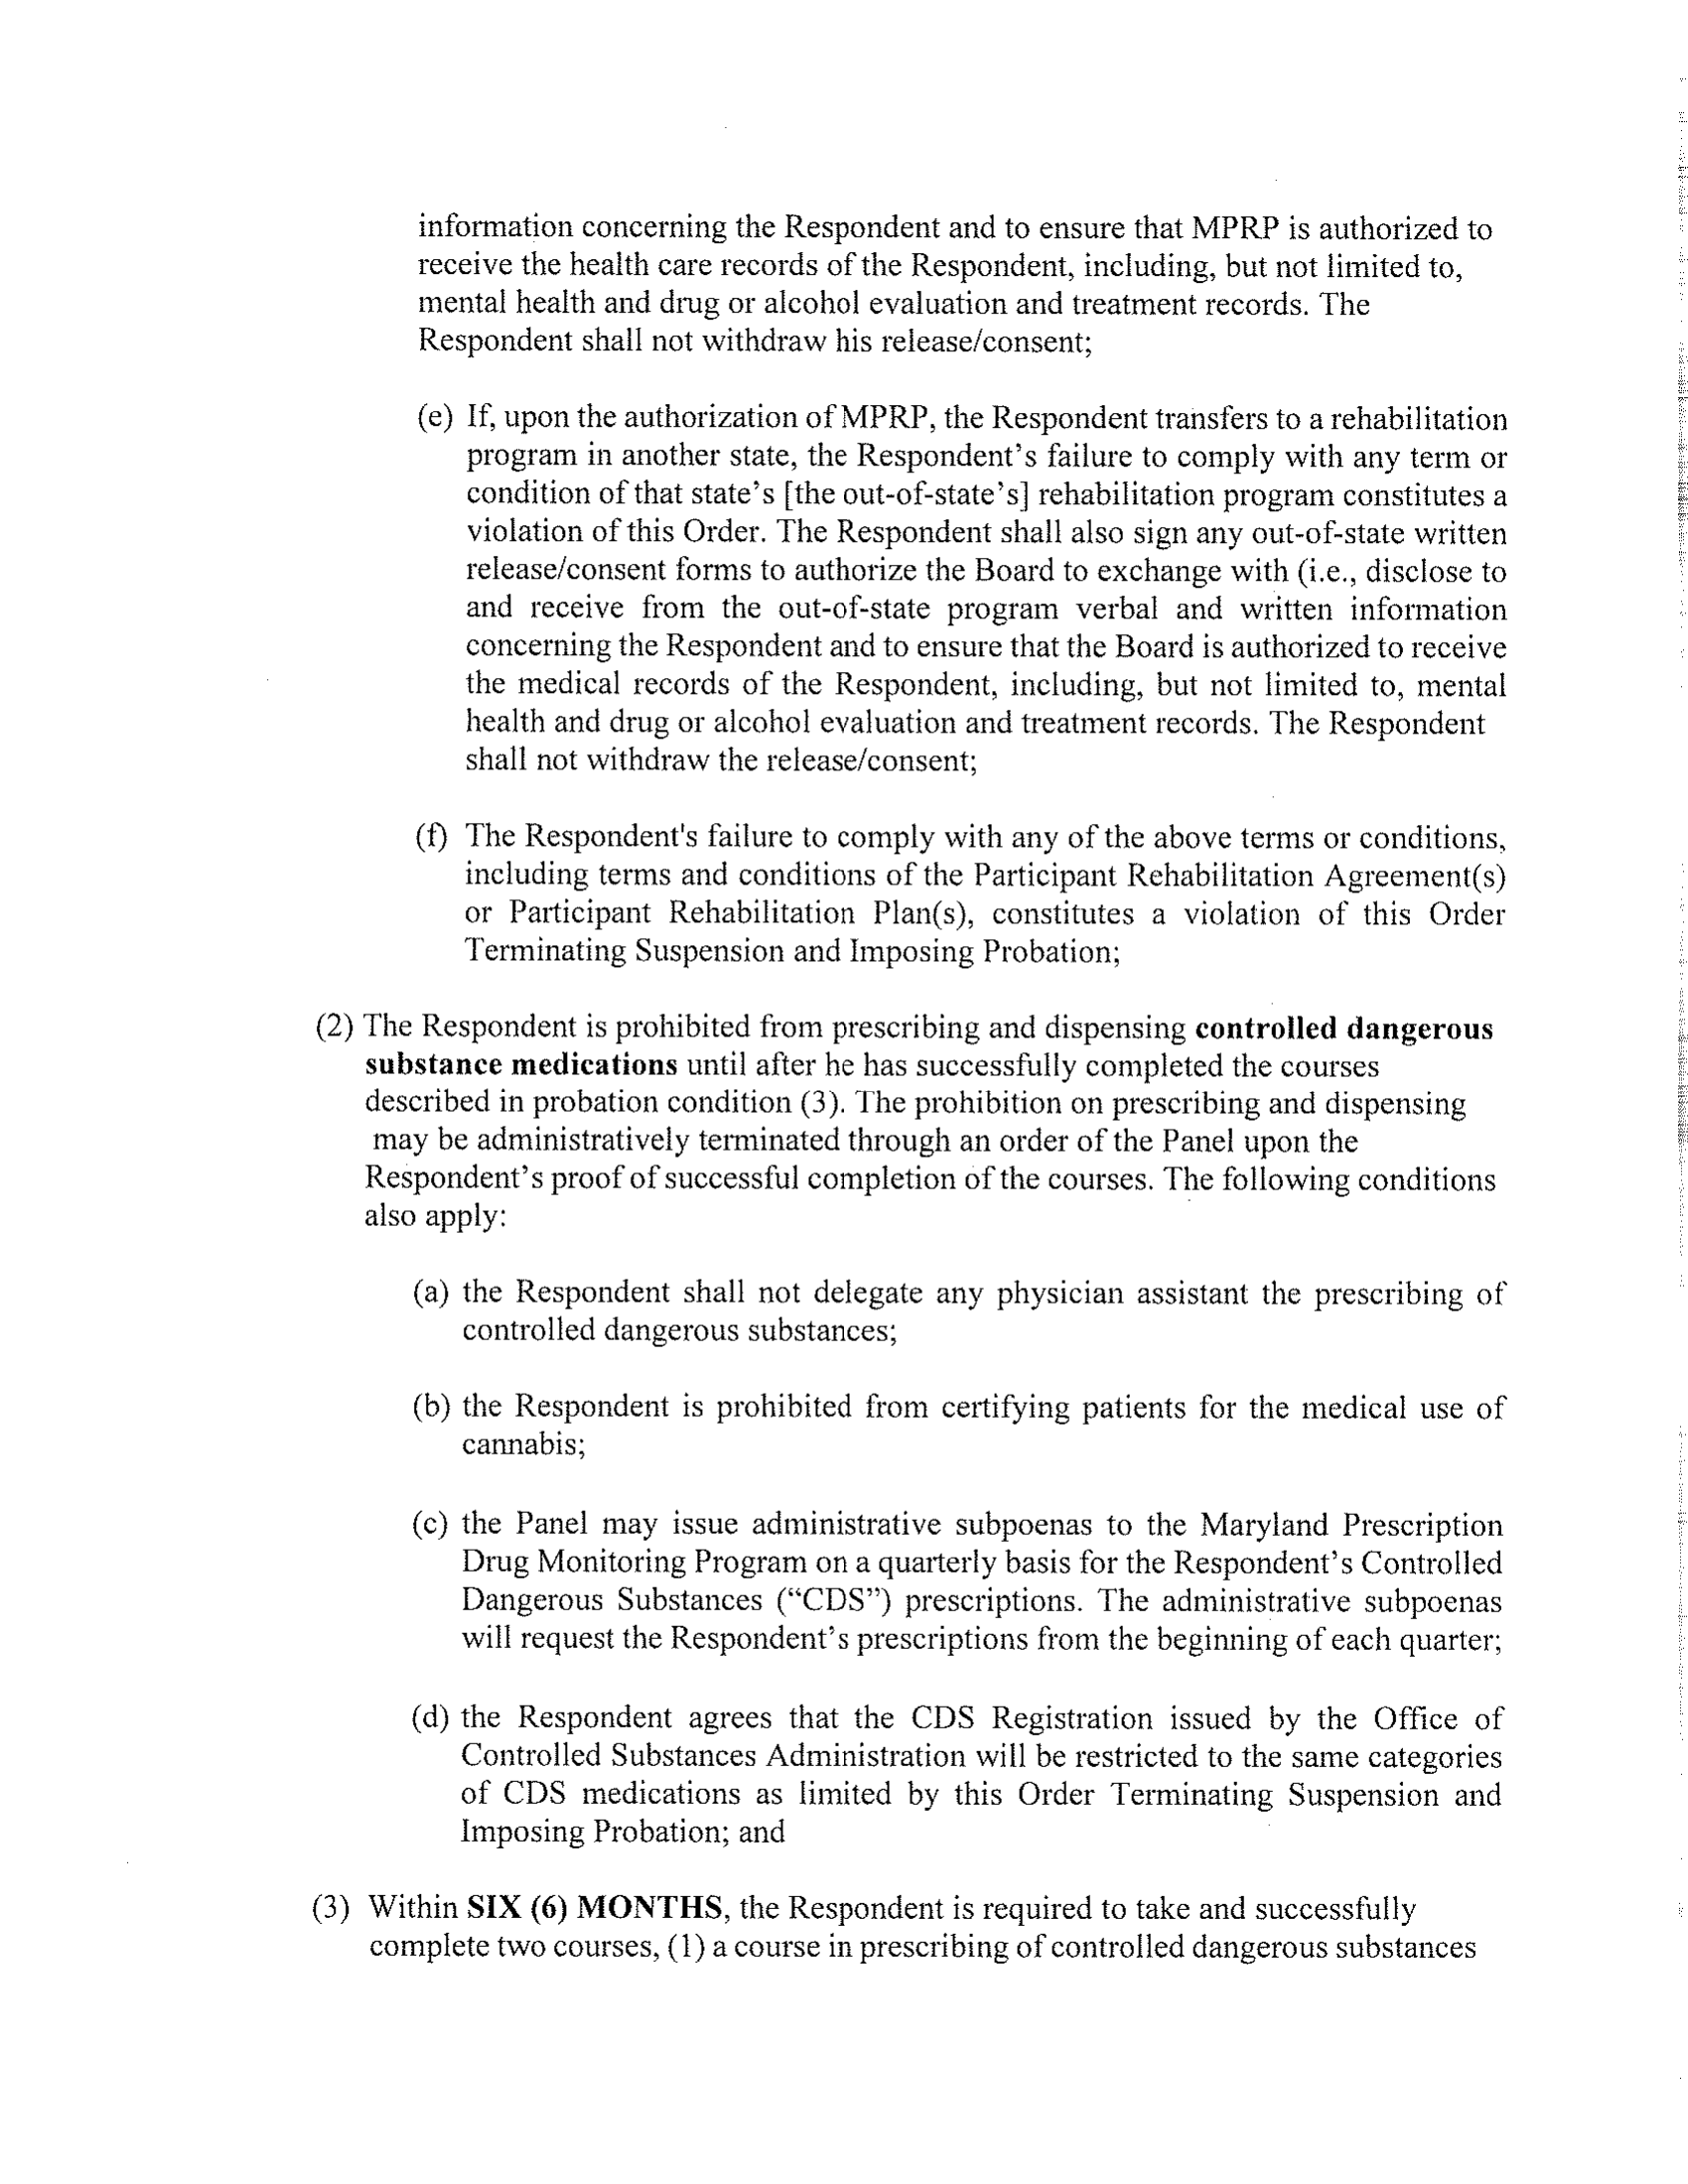 information concerning the Respondent and to ensure that MPRP is authorized to
receive the health care records of the Respondent, including, but not limited to,
mental health and drug or alcohol evaluation and treatment records. The
Respondent shall not withdraw his release/consent;
(e) If, upon the authorization of MPRP, the Respondent transfers to a rehabilitation
program in another state, the Respondent's failure to comply with any term or
condition of that state's [the out-of-state's] rehabilitation program constitutes a
violation of this Order. The Respondent shall also sign any out-of-state written
release/consent forms to authorize the Board to exchange with (i.e., disclose to
and receive from the out-of-state program verbal and written information
concerning the Respondent and to ensure that the Board is authorized to receive
the medical records of the Respondent, including, but not limited to, mental
health and drug or alcohol evaluation and treatment records. The Respondent
shall not withdraw the release/consent;
(f) The Respondent's failure to comply with any of the above terms or conditions,
including terms and conditions of the Participant Rehabilitation Agreement(s)
or Participant Rehabilitation Plan(s), constitutes a violation of this Order
Terminating Suspension and Imposing Probation;
(2) The Respondent is prohibited from prescribing and dispensing controlled dangerous
substance medications until after he has successfully completed the courses
described in probation condition (3). The prohibition on prescribing and dispensing
may be administratively terminated through an order of the Panel upon the
Respondent's proof of successful completion of the courses. The following conditions
also apply:
(a) the Respondent shall not delegate any physician assistant the prescribing of
controlled dangerous substances;
(b) the Respondent is prohibited from certifying patients for the medical use of
cannabis;
(c) the Panel may issue administrative subpoenas to the Maryland Prescription
Drug Monitoring Program on a quarterly basis for the Respondent's Controlled
Dangerous Substances (“CDS”) prescriptions. The administrative subpoenas
will request the Respondent's prescriptions from the beginning of each quarter;
(d) the Respondent agrees that the CDS Registration issued by the Office of
Controlled Substances Administration will be restricted to the same categories
of CDS medications as limited by this Order Terminating Suspension and
Imposing Probation; and
(3) Within SIX (6) MONTHS, the Respondent is required to take and successfully
complete two courses, (1) a course in prescribing of controlled dangerous substances